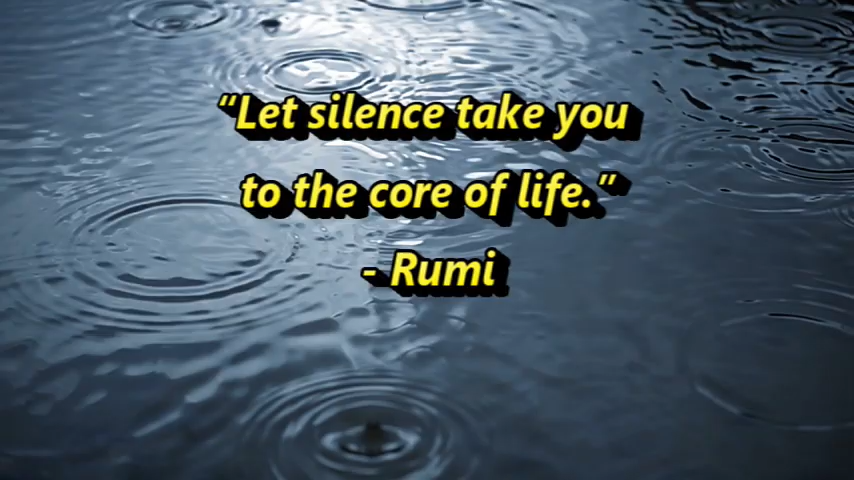 “Let silence take you
to the core of life.”
- Rumi